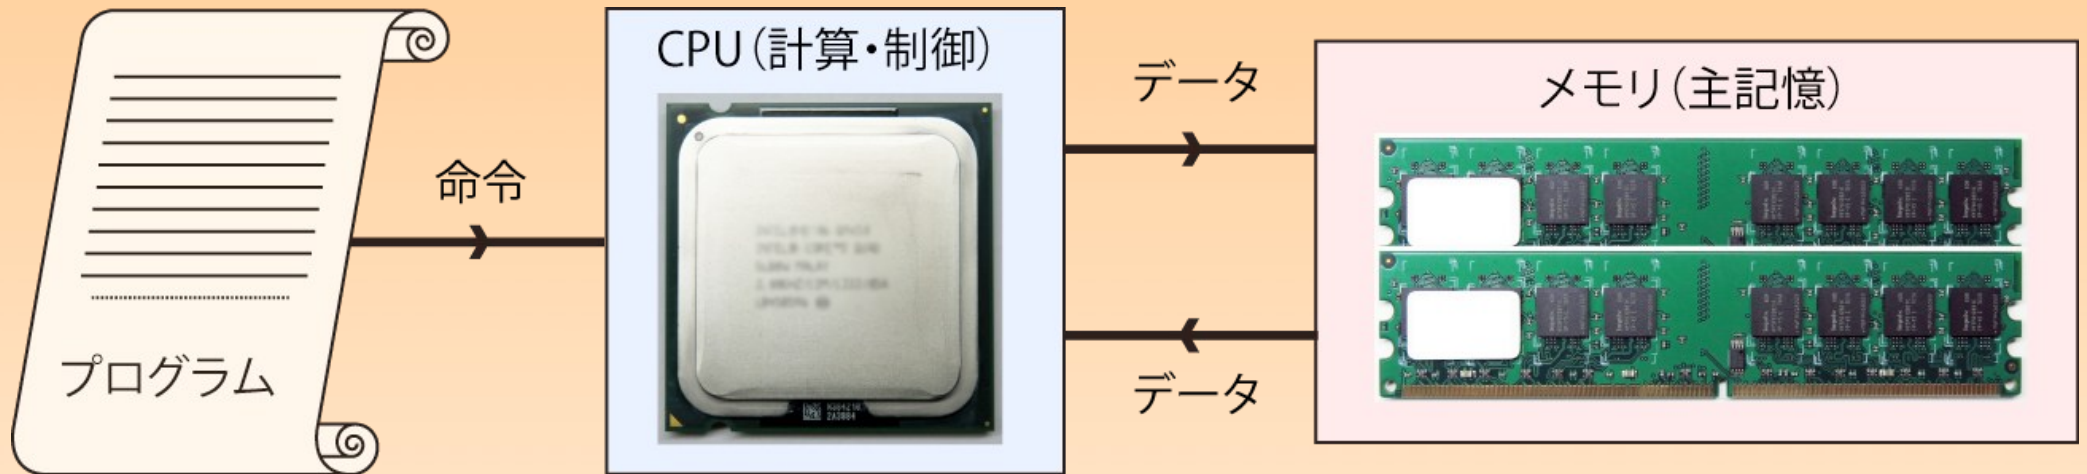 プログラム
命令
CPU(計算・制御)
データ
データ
メモリ(主記憶)